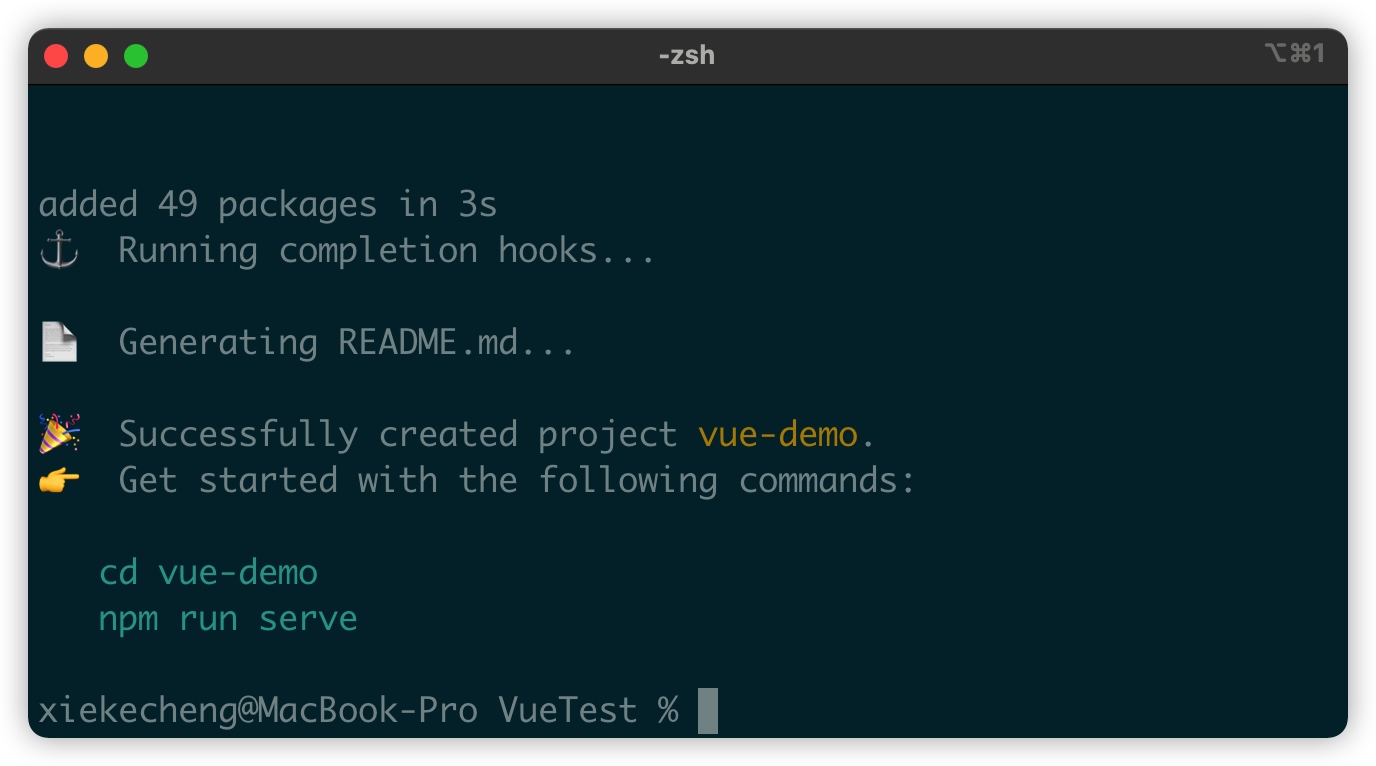 -zsh
⌥⌘1
added 49 packages in 3s
⚓ Running completion hooks...
📄 Generating README.md...
🎉 Successfully created project vue-demo.
👉 Get started with the following commands:
cd vue-demo
npm run serve
xiekecheng@MacBook-Pro VueTest %